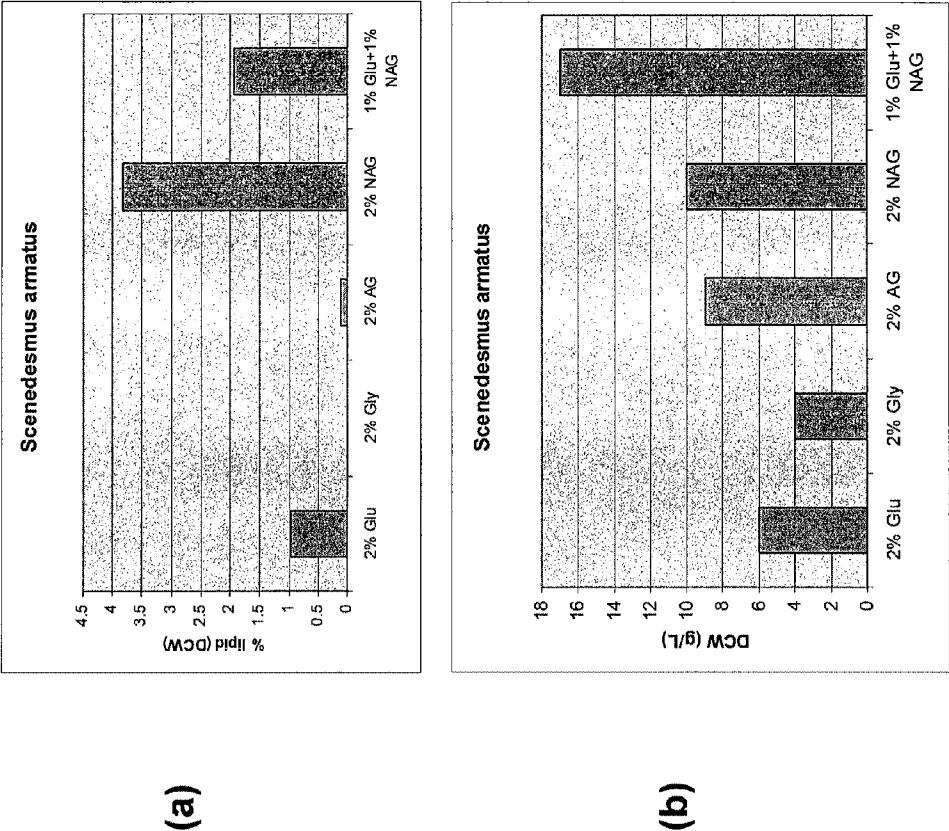 (a)
Scenedesmus armatus
% lipid (DCW)
4.5
4
3.5
3
2.5
2
1.5
1
0.5
0
2% Glu
2% Gly
2% AG
2% NAG
1% Glu+1%
NAG
(b)
Scenedesmus armatus
DCW (g/L)
18
16
14
12
10
8
6
4
2
0
2% Glu
2% Gly
2% AG
2% NAG
1% Glu+1%
NAG